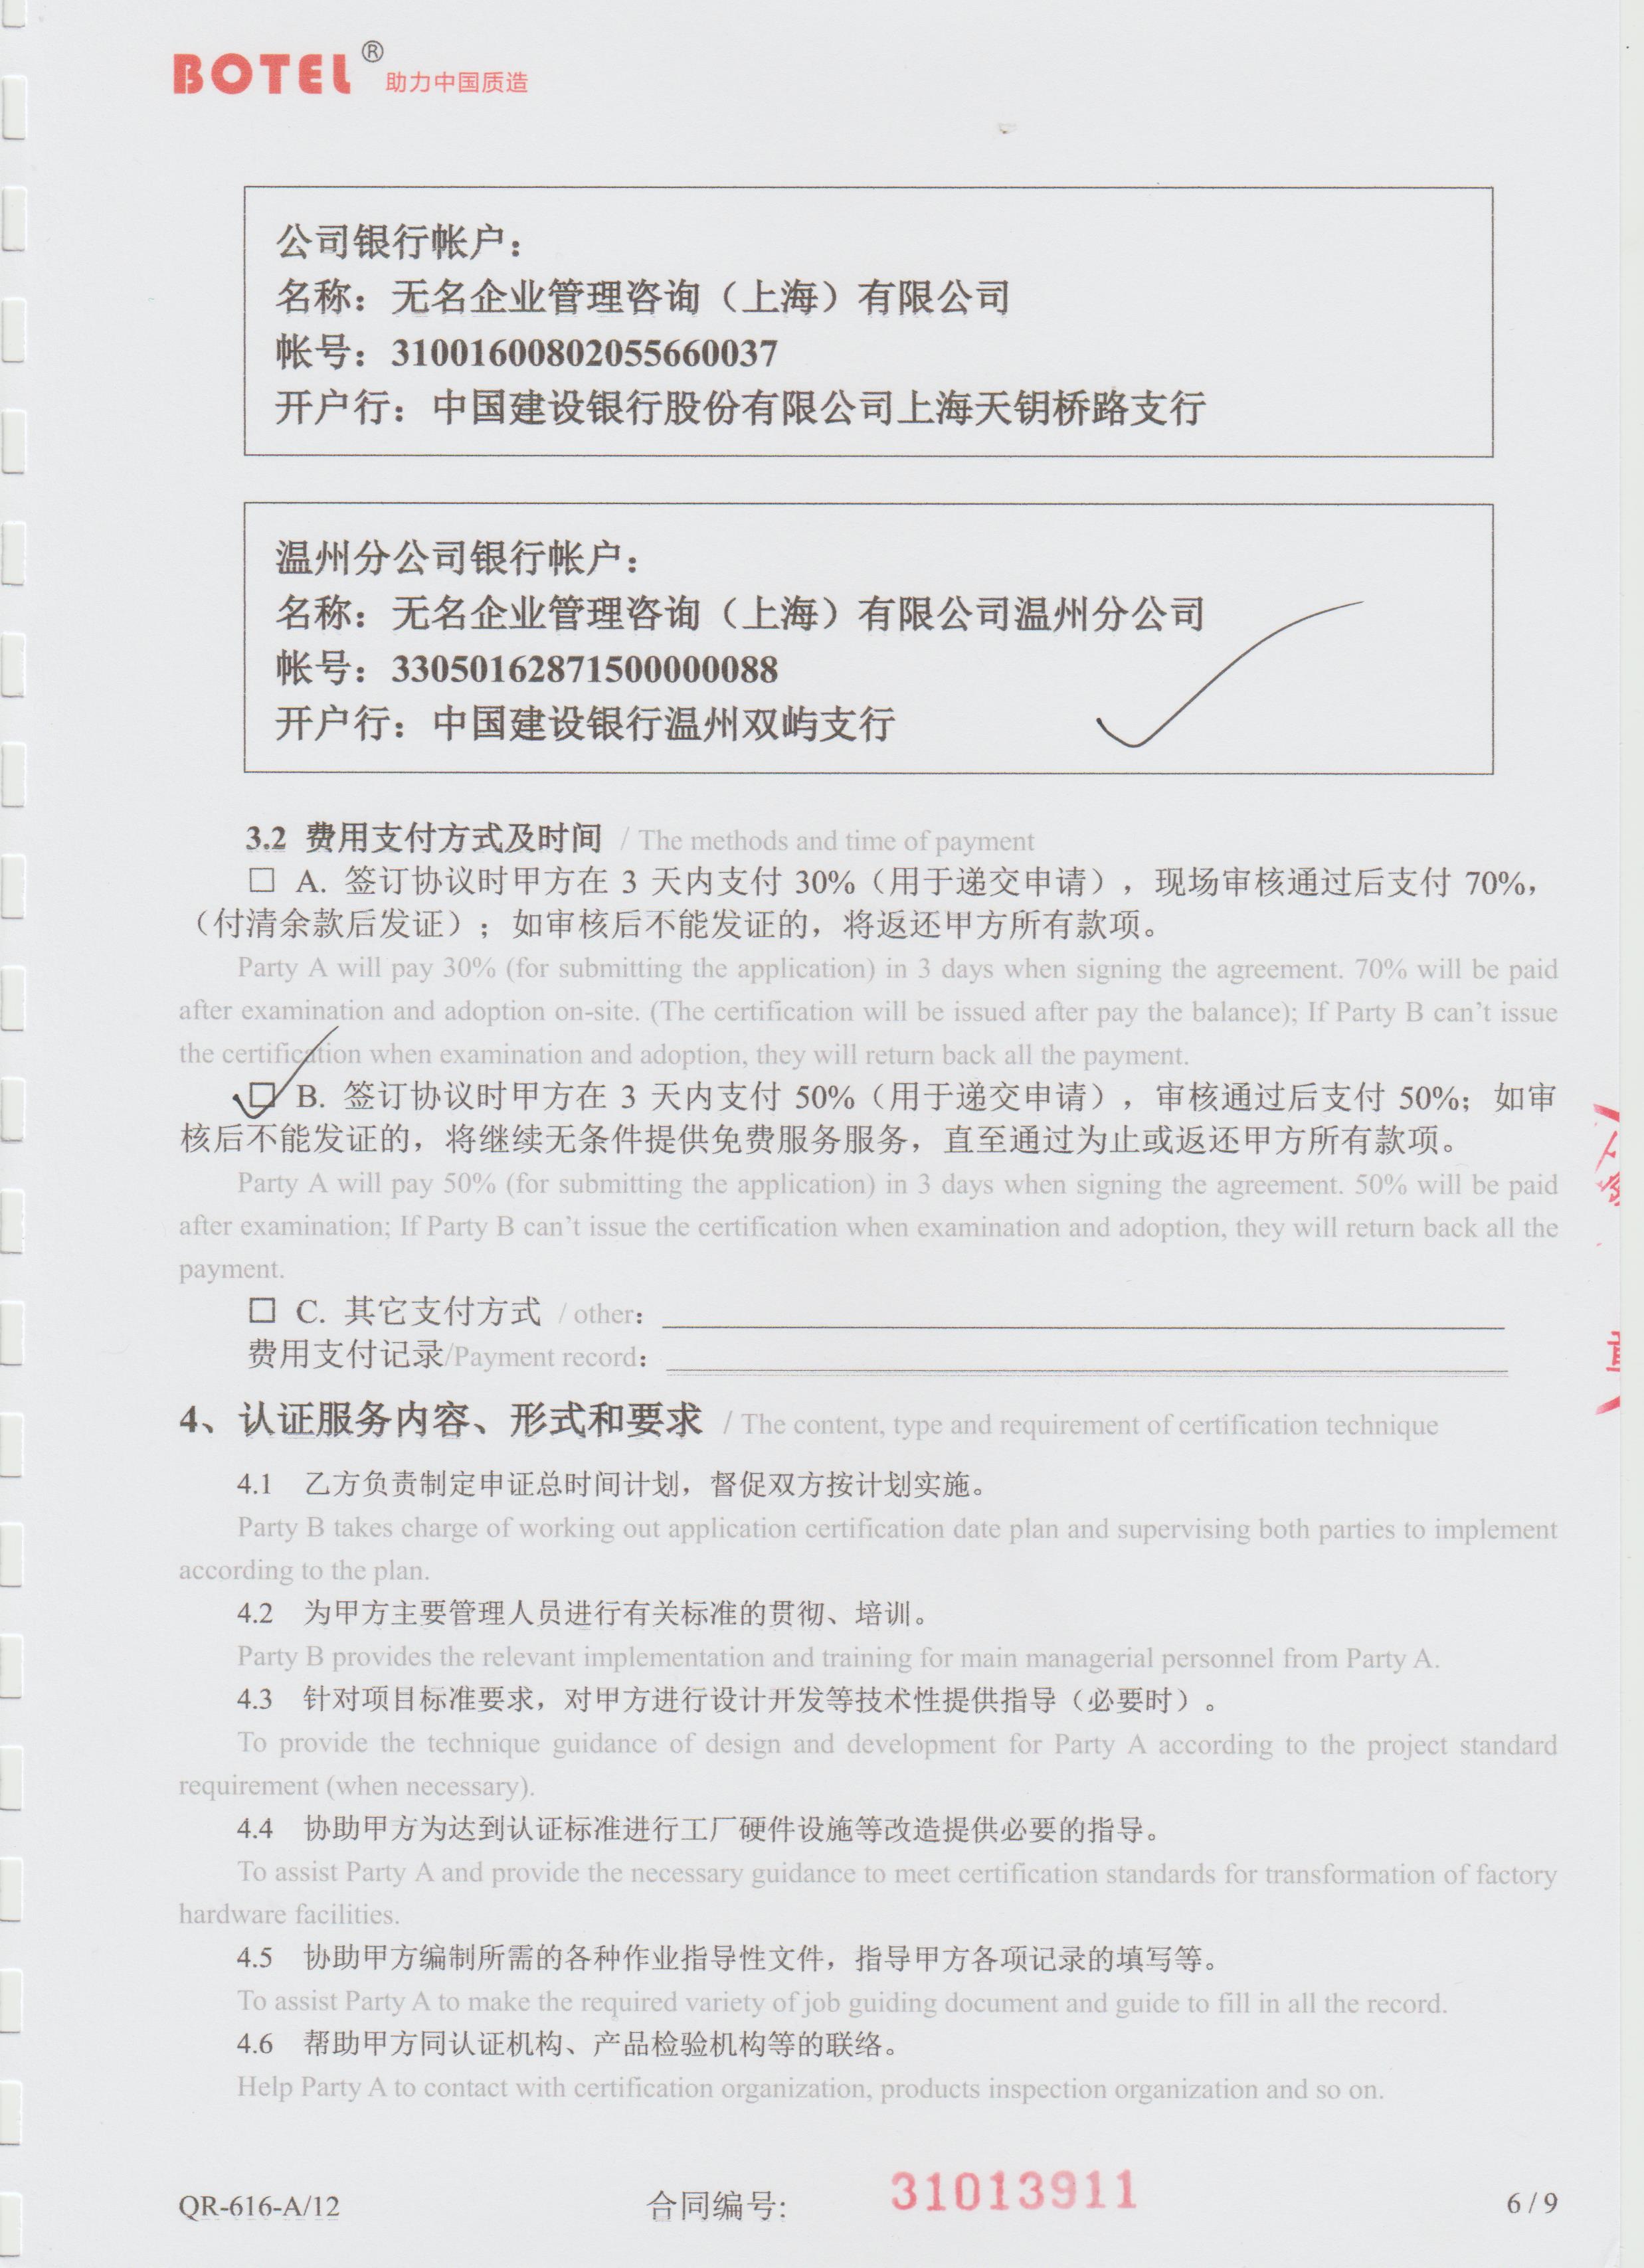 BOTEL® 助力中国质造
公司银行帐户：
名称：无名企业管理咨询（上海）有限公司
帐号：31001600802055660037
开户行：中国建设银行股份有限公司上海天钥桥路支行
温州分公司银行帐户：
名称：无名企业管理咨询（上海）有限公司温州分公司
帐号：33050162871500000088
开户行：中国建设银行温州双屿支行
3.2 费用支付方式及时间 / The methods and time of payment
□ A. 签订协议时甲方在 3 天内支付 30%（用于递交申请），现场审核通过后支付 70%，
（付清余款后发证）；如审核后不能发证的，将返还甲方所有款项。
Party A will pay 30% (for submitting the application) in 3 days when signing the agreement. 70% will be paid
after examination and adoption on-site. (The certification will be issued after pay the balance); If Party B can't issue
the certification when examination and adoption, they will return back all the payment.
□ B. 签订协议时甲方在 3 天内支付 50%（用于递交申请），审核通过后支付 50%；如审
核后不能发证的，将继续无条件提供免费服务服务，直至通过为止或返还甲方所有款项。
Party A will pay 50% (for submitting the application) in 3 days when signing the agreement. 50% will be paid
after examination; If Party B can't issue the certification when examination and adoption, they will return back all the
payment.
□ C. 其它支付方式 / other：
费用支付记录/Payment record：
4、认证服务内容、形式和要求 / The content, type and requirement of certification technique
4.1 乙方负责制定申证总时间计划，督促双方按计划实施。
Party B takes charge of working out application certification date plan and supervising both parties to implement
according to the plan.
4.2 为甲方主要管理人员进行有关标准的贯彻、培训。
Party B provides the relevant implementation and training for main managerial personnel from Party A.
4.3 针对项目标准要求，对甲方进行设计开发等技术性提供指导（必要时）。
To provide the technique guidance of design and development for Party A according to the project standard
requirement (when necessary).
4.4 协助甲方为达到认证标准进行工厂硬件设施等改造提供必要的指导。
To assist Party A and provide the necessary guidance to meet certification standards for transformation of factory
hardware facilities.
4.5 协助甲方编制所需的各种作业指导性文件，指导甲方各项记录的填写等。
To assist Party A to make the required variety of job guiding document and guide to fill in all the record.
4.6 帮助甲方同认证机构、产品检验机构等的联络。
Help Party A to contact with certification organization, products inspection organization and so on.
QR-616-A/12 合同编号: 31013911 6 / 9